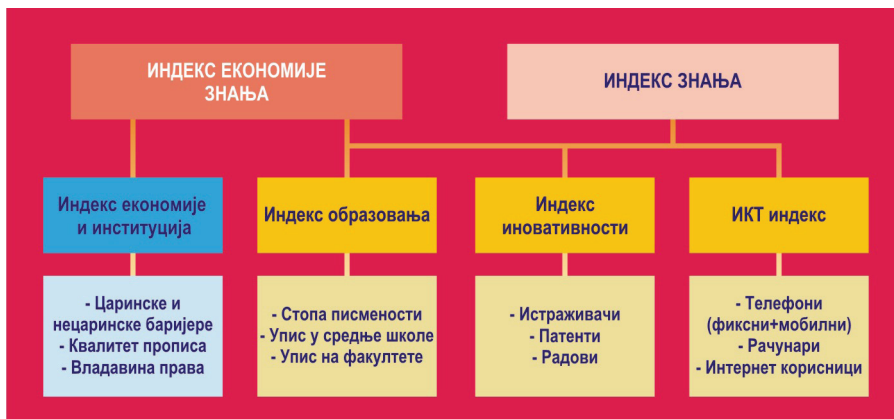 ИНДЕКС ЕКОНОМИЈЕ
ЗНАЊА
ИНДЕКС ЗНАЊА
Индекс економије
и институција
Индекс образовања
Индекс
иновативности
ИКТ индекс
- Царинске и
нецаринске баријере
- Квалитет прописа
- Владавина права
- Стопа писмености
- Упис у средње школе
- Упис на факултете
- Истраживачи
- Патенти
- Радови
- Телефони
(фиксни+мобилни)
- Рачунари
- Интернет корисници